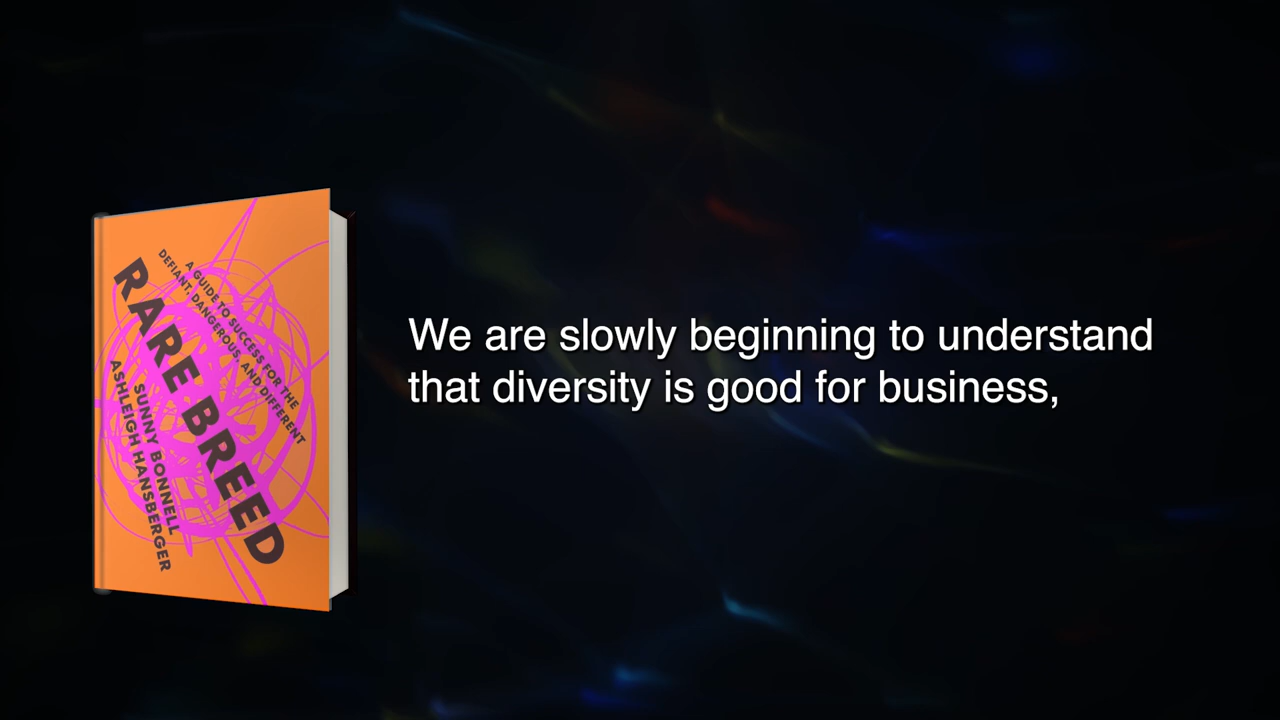 A GUIDE TO SUCCESS FOR THE
DEFIANT, DANGEROUS, AND DIFFERENT
RARE BREED
SUNNY BONNELL
ASHLEIGH HANSBERGER
We are slowly beginning to understand
that diversity is good for business,